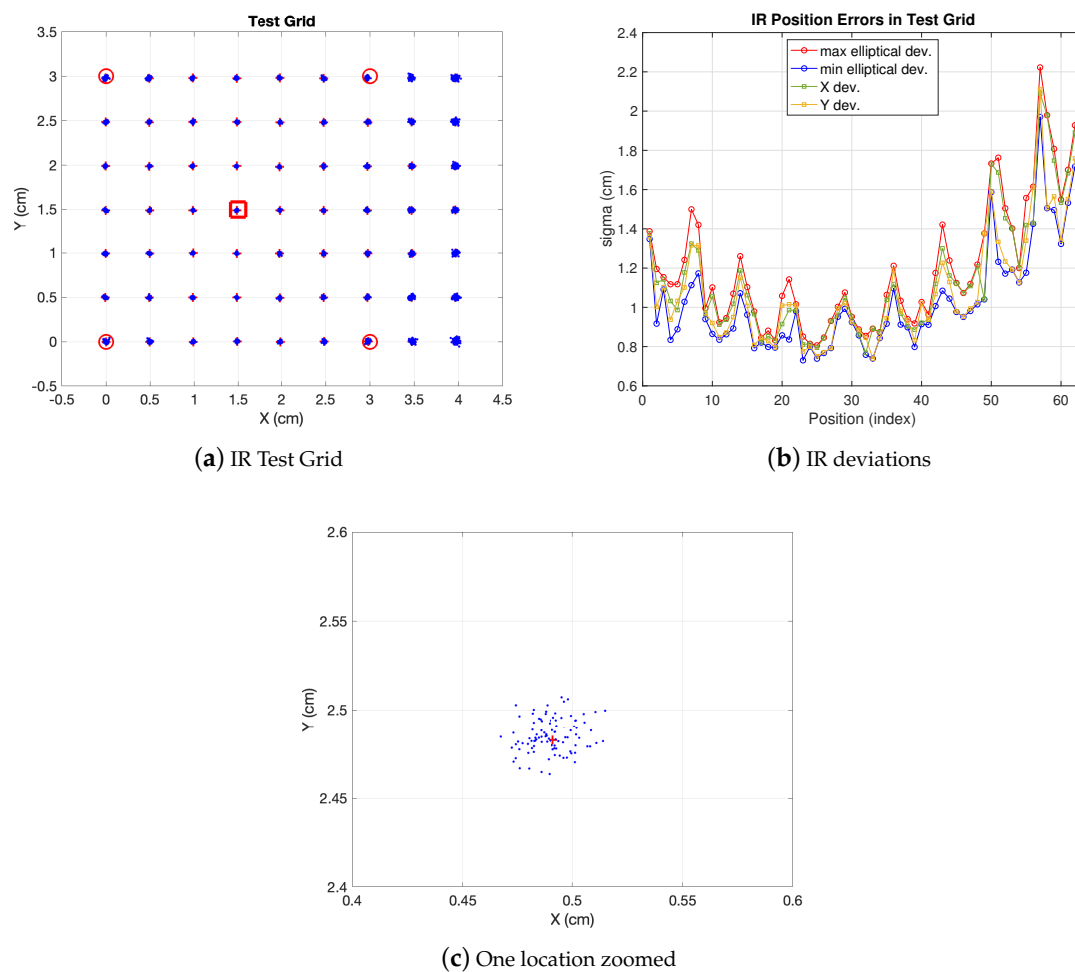 Test Grid
3.5
3
2.5
2
1.5
1
0.5
0
-0.5
Y (cm)
-0.5 0 0.5 1 1.5 2 2.5 3 3.5 4 4.5
X (cm)
(a) IR Test Grid
IR Position Errors in Test Grid
2.4
2.2
2
1.8
1.6
1.4
1.2
1
0.8
0.6
sigma (cm)
max elliptical dev.
min elliptical dev.
X dev.
Y dev.
0 10 20 30 40 50 60
Position (index)
(b) IR deviations
2.6
2.55
2.5
2.45
2.4
Y (cm)
0.4 0.45 0.5 0.55 0.6
X (cm)
(c) One location zoomed